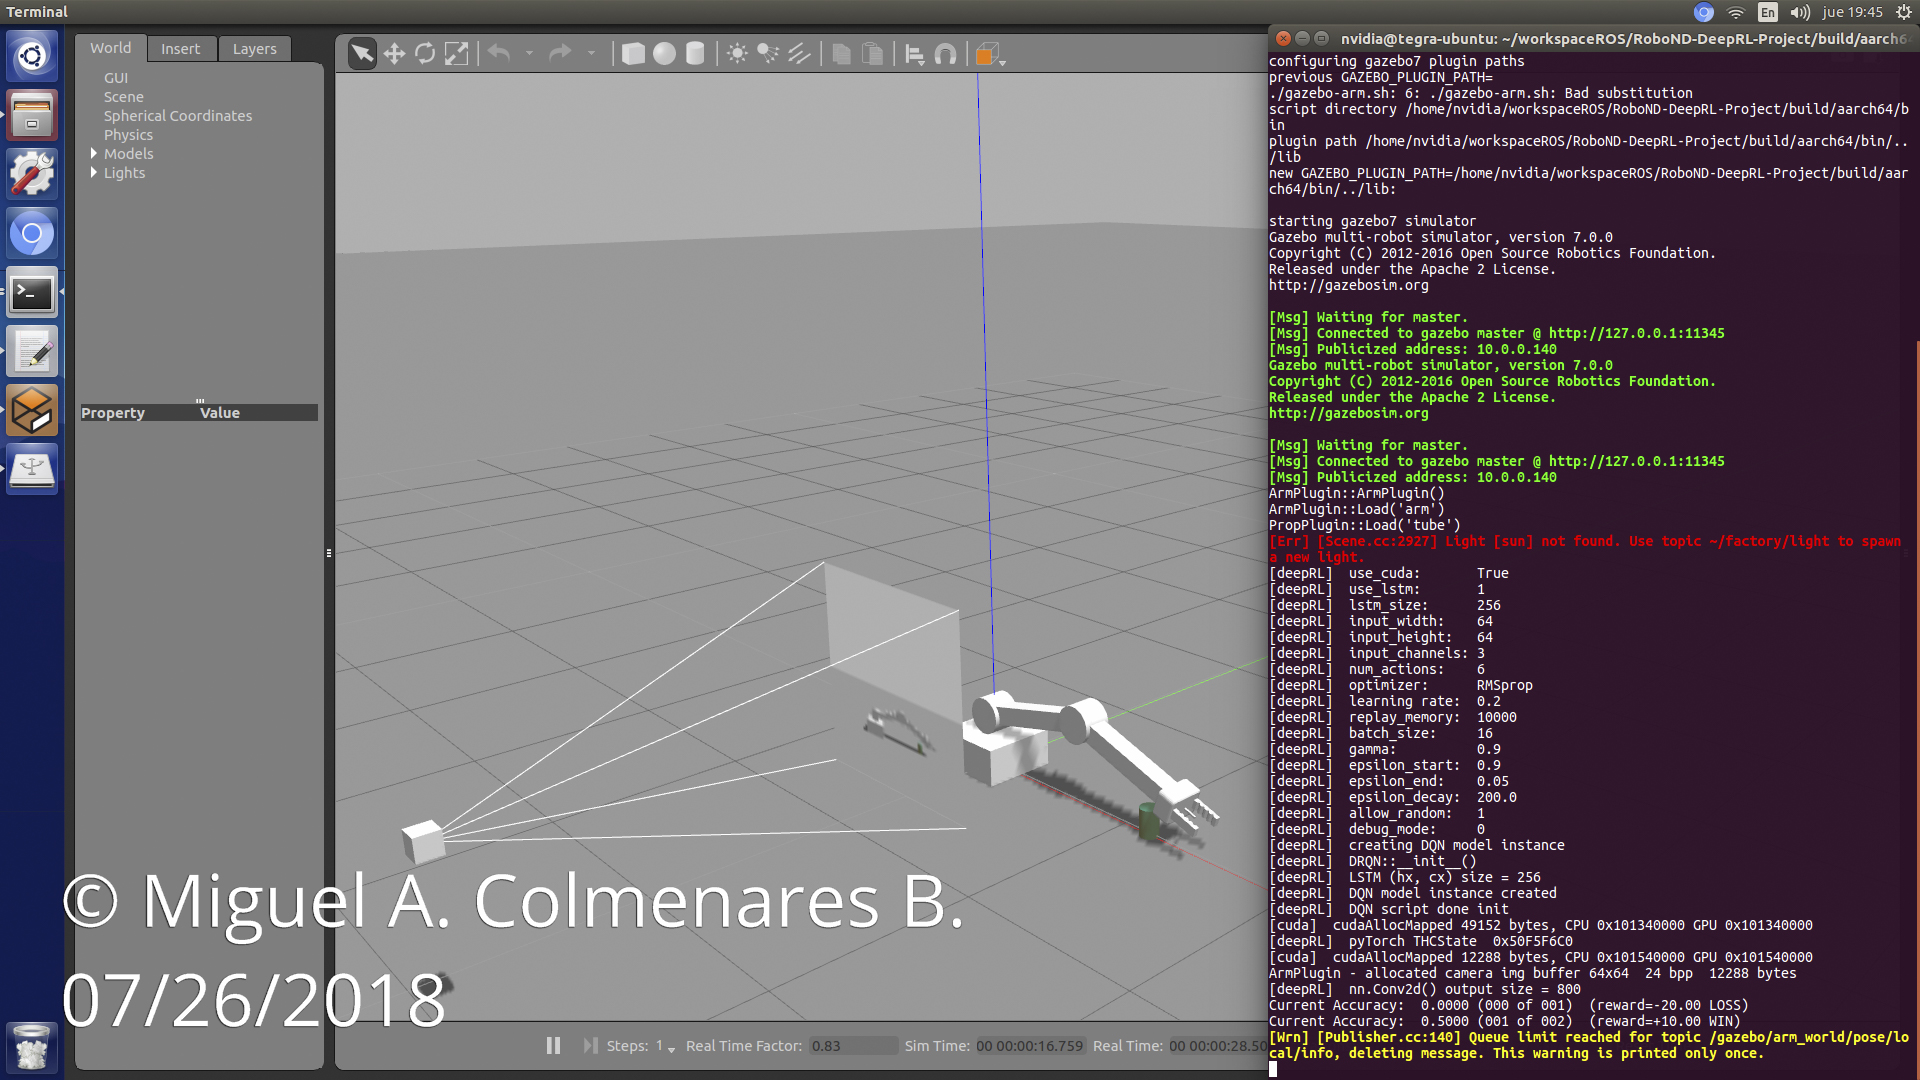 Terminal
En
jue 19:45
World
Insert
Layers
GUI
Scene
Spherical Coordinates
Physics
Models
Lights
Property Value
© Miguel A. Colmenares B.
07/26/2018
Steps: 1
Real Time Factor: 0.83
Sim Time: 00 00:00:16.759
Real Time: 00 00:00:28.50
nvidia@tegra-ubuntu: ~/workspaceROS/RoboND-DeepRL-Project/build/aarch6
configuring gazebo7 plugin paths
previous GAZEBO_PLUGIN_PATH=
./gazebo-arm.sh: 6: ./gazebo-arm.sh: Bad substitution
script directory /home/nvidia/workspaceROS/RoboND-DeepRL-Project/build/aarch64/b
in
plugin path /home/nvidia/workspaceROS/RoboND-DeepRL-Project/build/aarch64/bin/..
/lib
new GAZEBO_PLUGIN_PATH=/home/nvidia/workspaceROS/RoboND-DeepRL-Project/build/aar
ch64/bin/../lib:
starting gazebo7 simulator
Gazebo multi-robot simulator, version 7.0.0
Copyright (C) 2012-2016 Open Source Robotics Foundation.
Released under the Apache 2 License.
http://gazebosim.org
[Msg] Waiting for master.
[Msg] Connected to gazebo master @ http://127.0.0.1:11345
[Msg] Publicized address: 10.0.0.140
Gazebo multi-robot simulator, version 7.0.0
Copyright (C) 2012-2016 Open Source Robotics Foundation.
Released under the Apache 2 License.
http://gazebosim.org
[Msg] Waiting for master.
[Msg] Connected to gazebo master @ http://127.0.0.1:11345
[Msg] Publicized address: 10.0.0.140
ArmPlugin::ArmPlugin()
ArmPlugin::Load('arm')
PropPlugin::Load('tube')
[Err] [Scene.cc:2927] Light [sun] not found. Use topic ~/factory/light to spawn
a new light.
[deepRL] use_cuda: True
[deepRL] use_lstm: 1
[deepRL] lstm_size: 256
[deepRL] input_width: 64
[deepRL] input_height: 64
[deepRL] input_channels: 3
[deepRL] num_actions: 6
[deepRL] optimizer: RMSprop
[deepRL] learning rate: 0.2
[deepRL] replay_memory: 10000
[deepRL] batch_size: 16
[deepRL] gamma: 0.9
[deepRL] epsilon_start: 0.9
[deepRL] epsilon_end: 0.05
[deepRL] epsilon_decay: 200.0
[deepRL] allow_random: 1
[deepRL] debug_mode: 0
[deepRL] creating DQN model instance
[deepRL] DRQN::__init__()
[deepRL] LSTM (hx, cx) size = 256
[deepRL] DQN model instance created
[deepRL] DQN script done init
[cuda] cudaAllocMapped 49152 bytes, CPU 0x101340000 GPU 0x101340000
[deepRL] pyTorch THCState 0x50F5F6C0
[cuda] cudaAllocMapped 12288 bytes, CPU 0x101540000 GPU 0x101540000
ArmPlugin - allocated camera img buffer 64x64 24 bpp 12288 bytes
[deepRL] nn.Conv2d() output size = 800
Current Accuracy: 0.0000 (000 of 001) (reward=-20.00 LOSS)
Current Accuracy: 0.5000 (001 of 002) (reward=+10.00 WIN)
[Wrn] [Publisher.cc:140] Queue limit reached for topic /gazebo/arm_world/pose/lo
cal/info, deleting message. This warning is printed only once.